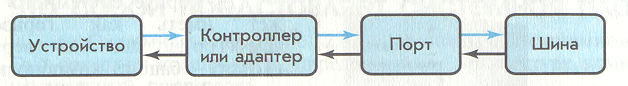 Устройство
Контроллер
или адаптер
Порт
Шина